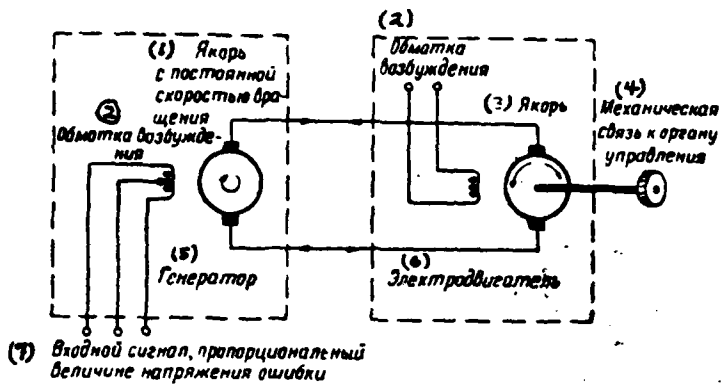 (1) Якорь
с постоянной
скоростью вра-
щения
(2)
Обмотка возбужде-
ния
(5)
Генератор
(2)
Обмотка
возбуждения
(3) Якорь
(4)
Механическая
связь к органу
управления
(6)
Электродвигатель
(7) Входной сигнал, пропорциональный
величине напряжения ошибки